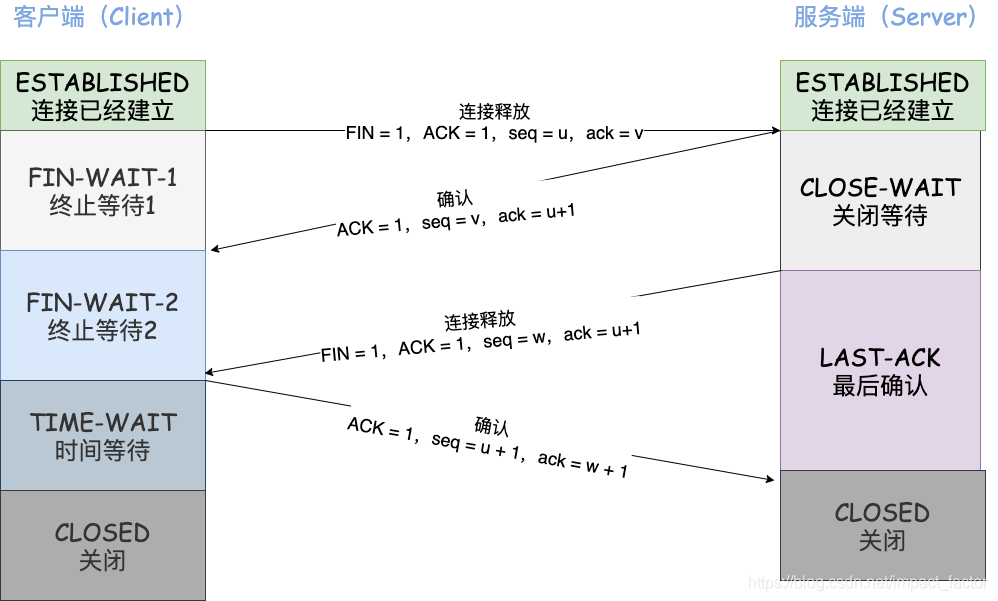 客户端（Client）
服务端（Server）
ESTABLISHED
连接已经建立
ESTABLISHED
连接已经建立
连接释放
FIN = 1，ACK = 1，seq = u，ack = v
FIN-WAIT-1
终止等待1
CLOSE-WAIT
关闭等待
确认
ACK = 1，seq = v，ack = u+1
FIN-WAIT-2
终止等待2
连接释放
FIN = 1，ACK = 1，seq = w，ack = u+1
LAST-ACK
最后确认
TIME-WAIT
时间等待
确认
ACK = 1，seq = u + 1，ack = w + 1
CLOSED
关闭
CLOSED
关闭
https://blog.csdn.net/impact_factor